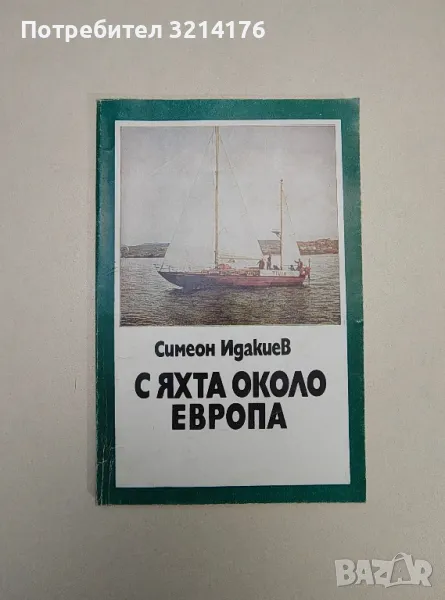 Потребител 3214176
Симеон Идакиев
С ЯХТА ОКОЛО
ЕВРОПА
BAZAR